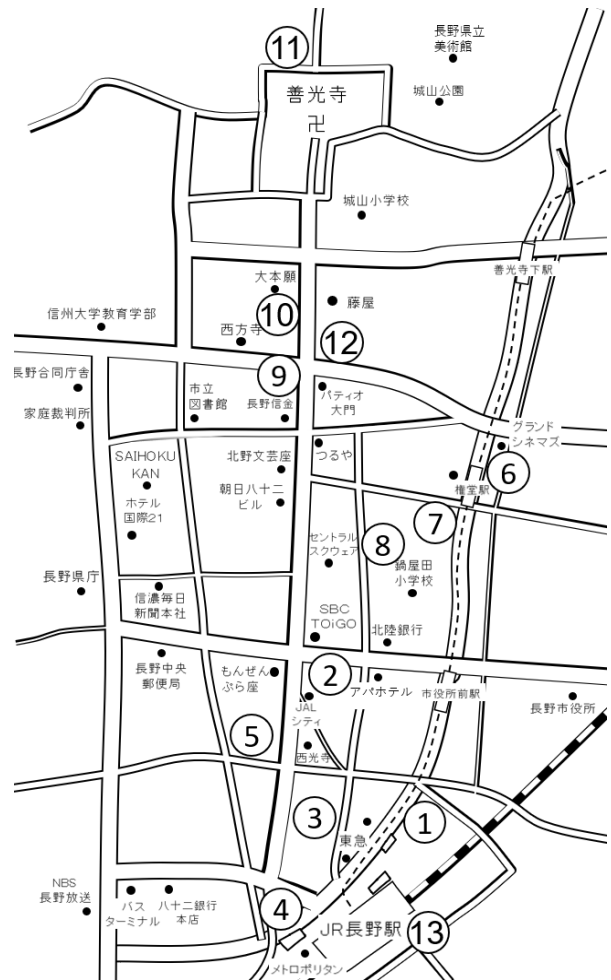 長野県立
美術館
⑪
善光寺
卍
城山公園
城山小学校
善光寺下駅
大本願
⑩
藤屋
信州大学教育学部
西方寺
⑫
⑨
長野合同庁舎
市立
図書館
長野信金
パティオ
大門
家庭裁判所
グランド
シネマズ
SAIHOKU
KAN
北野文芸座
つるや
権堂駅
⑥
ホテル
国際21
朝日八十二
ビル
⑦
セントラル
スクウェア
⑧
鍋屋田
小学校
長野県庁
信濃毎日
新聞本社
SBC
TOiGO
北陸銀行
長野中央
郵便局
もんぜん
ぷら座
②
アパホテル
市役所前駅
JAL
シティ
長野市役所
⑤
西光寺
③
①
東急
NBS
長野放送
バス
ターミナル
八十二銀行
本店
④
JR長野駅
⑬
メトロポリタン